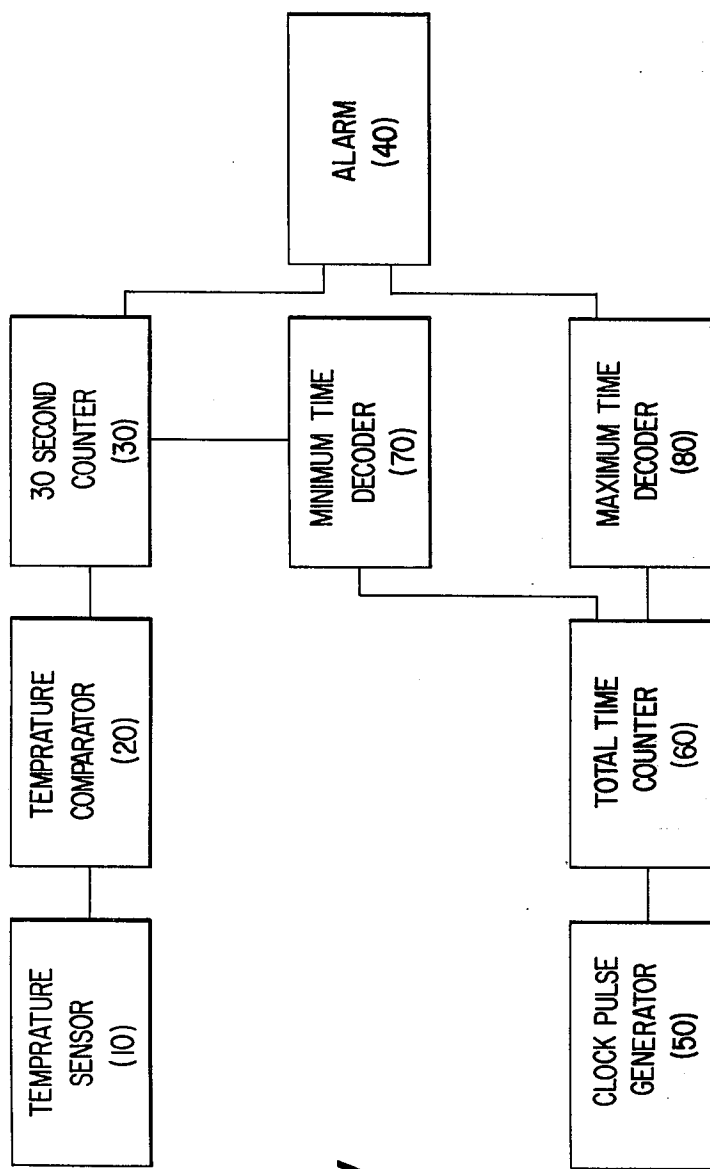 TEMPRATURE
SENSOR
(10)
TEMPRATURE
COMPARATOR
(20)
30 SECOND
COUNTER
(30)
ALARM
(40)
MINIMUM TIME
DECODER
(70)
CLOCK PULSE
GENERATOR
(50)
TOTAL TIME
COUNTER
(60)
MAXIMUM TIME
DECODER
(80)